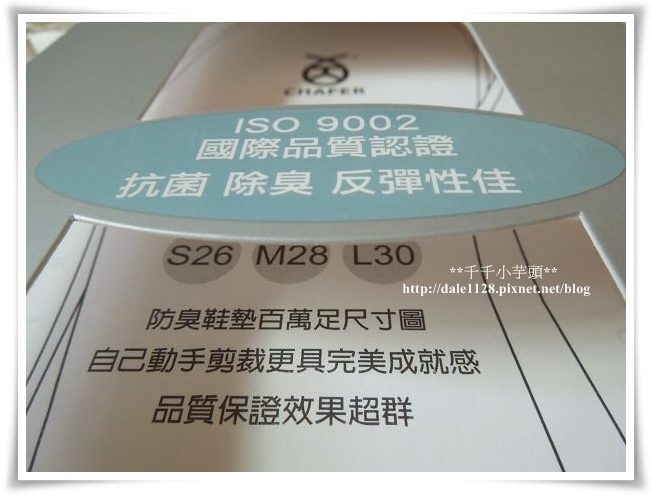 CHAFER
ISO 9002
國際品質認證
抗菌 除臭 反彈性佳
S26 M28 L30
**千千小芋頭**
http://dale1128.pixnet.net/blog
防臭鞋墊百萬足尺寸圖
自己動手剪裁更具完美成就感
品質保證效果超群